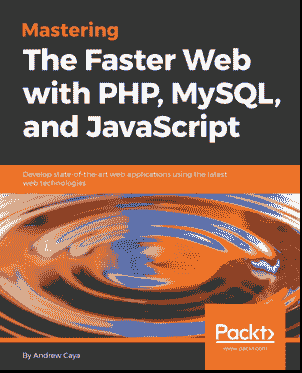 Mastering
The Faster Web
with PHP, MySQL,
and JavaScript
Develop state-of-the-art web applications using the latest
web technologies
Packt>
www.packt.com
By Andrew Caya